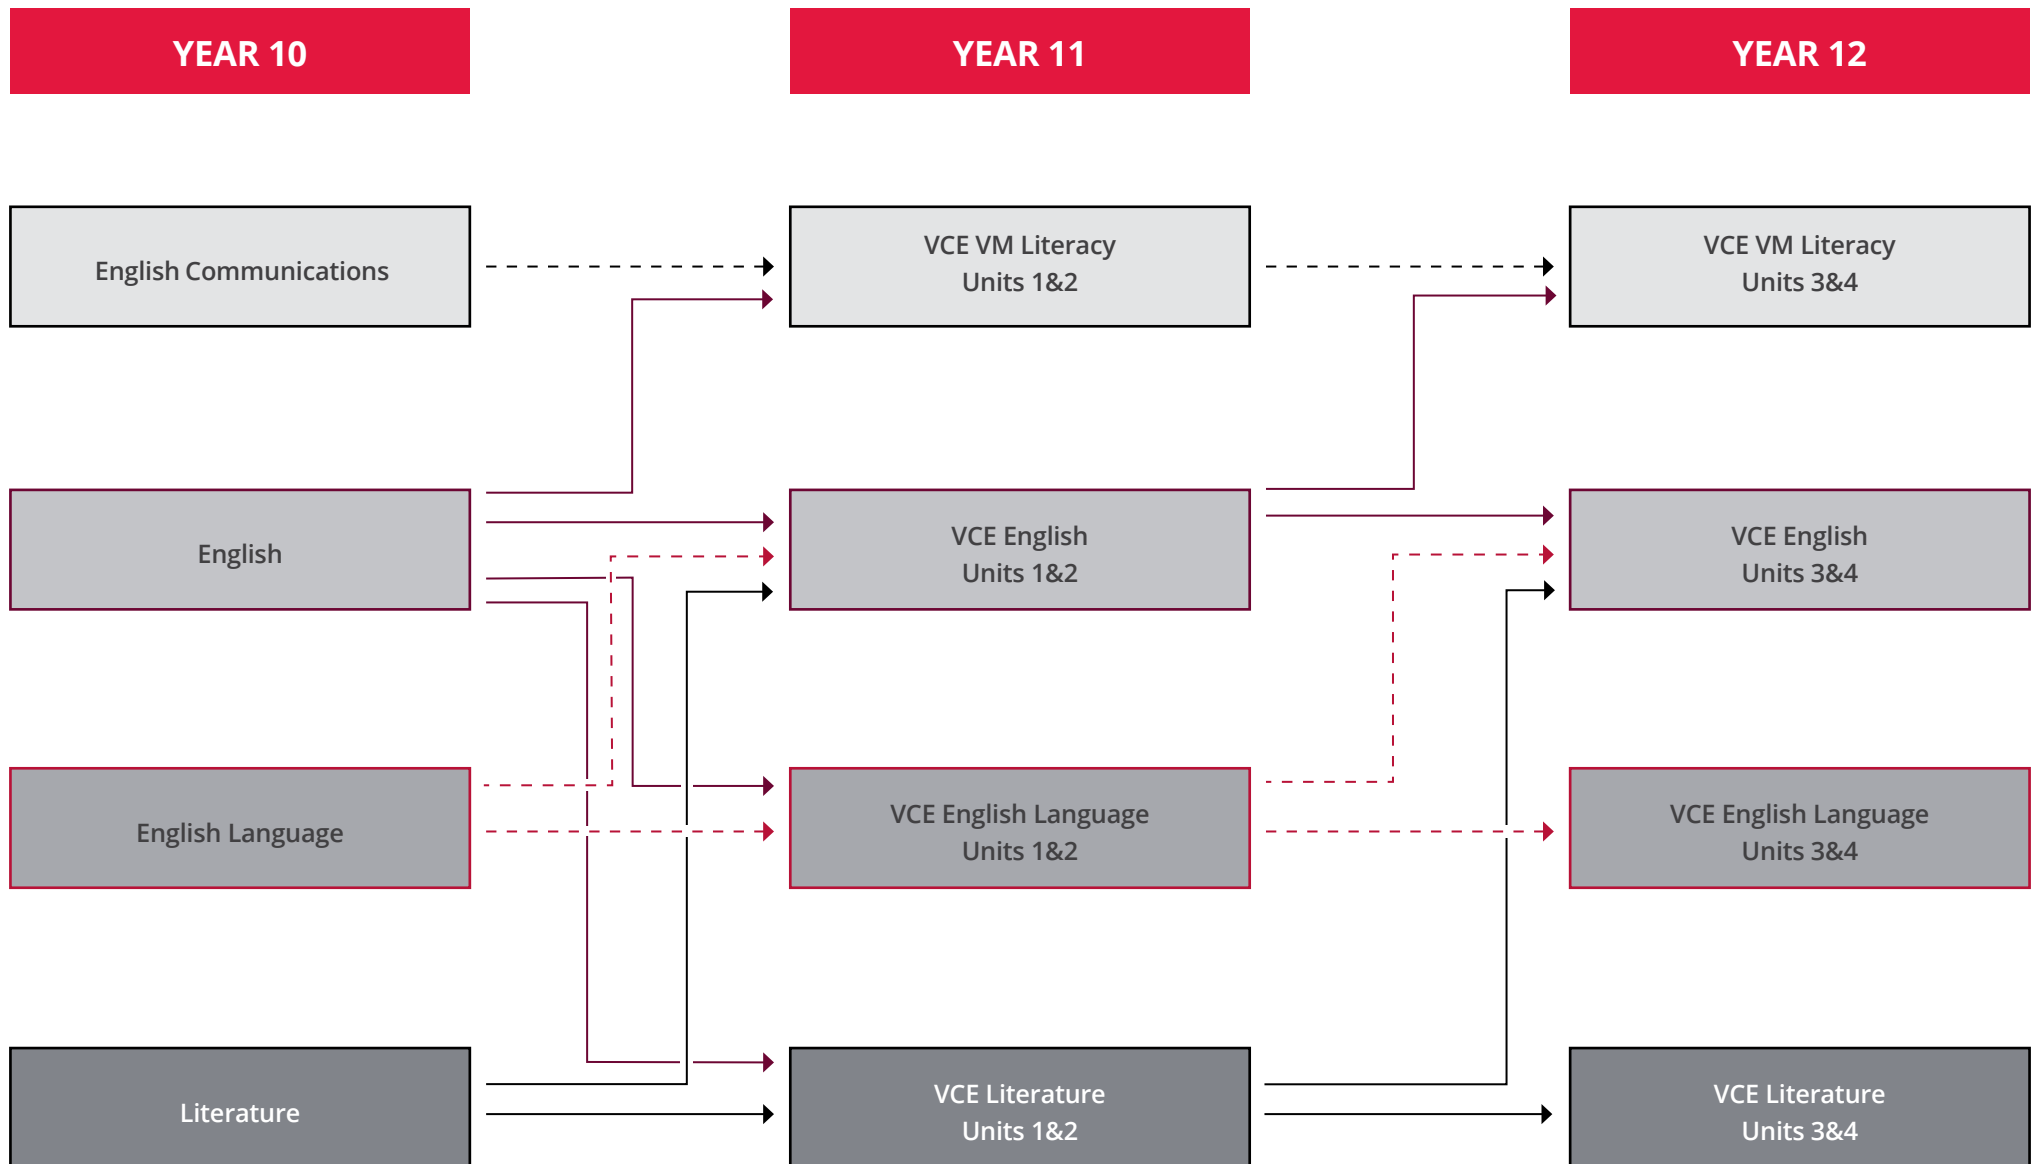 YEAR 10
YEAR 11
YEAR 12
English Communications
VCE VM Literacy
Units 1&2
VCE VM Literacy
Units 3&4
English
VCE English
Units 1&2
VCE English
Units 3&4
English Language
VCE English Language
Units 1&2
VCE English Language
Units 3&4
Literature
VCE Literature
Units 1&2
VCE Literature
Units 3&4